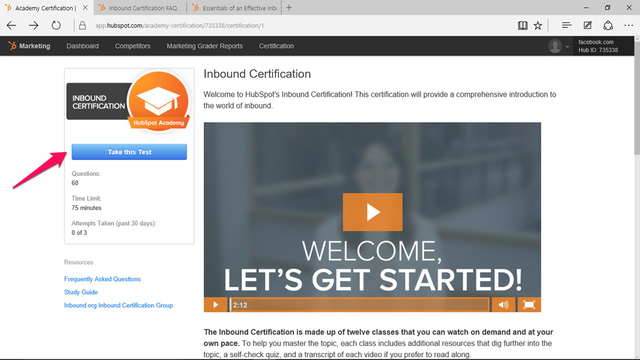 Academy Certification |
Inbound Certification FAQ
Essentials of an Effective Inb
app.hubspot.com/academy-certification/735338/certification/1
Marketing
Dashboard
Competitors
Marketing Grader Reports
Certification
facebook.com
Hub ID: 735338
INBOUND
CERTIFICATION
HubSpot Academy
Take this Test
Questions:
60
Time Limit:
75 minutes
Attempts Taken (past 30 days):
0 of 3
Resources
Frequently Asked Questions
Study Guide
Inbound.org Inbound Certification Group
Inbound Certification
Welcome to HubSpot's Inbound Certification! This certification will provide a comprehensive introduction to
the world of inbound.
WELCOME,
LET'S GET STARTED!
2:12
The Inbound Certification is made up of twelve classes that you can watch on demand and at your
own pace. To help you master the topic, each class includes additional resources that dig further into the
topic, a self-check quiz, and a transcript of each video if you prefer to read along.